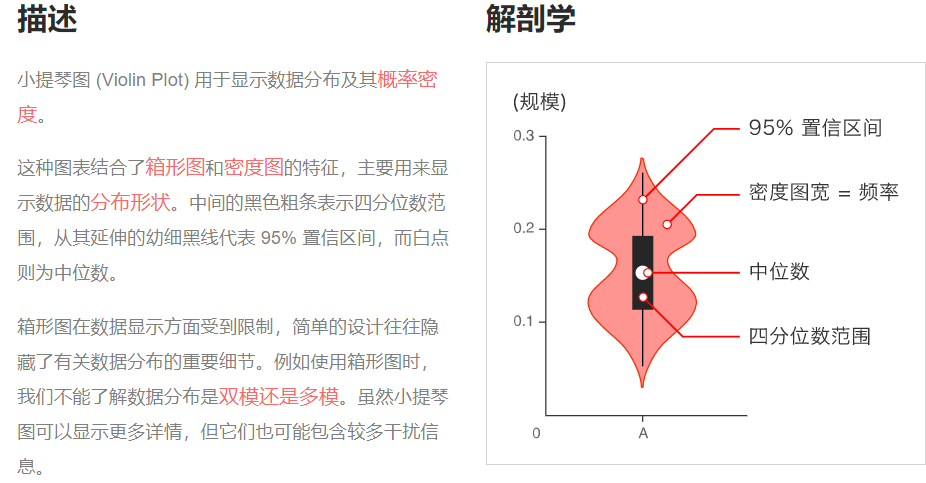 描述
小提琴图 (Violin Plot) 用于显示数据分布及其概率密
度。
这种图表结合了箱形图和密度图的特征，主要用来显
示数据的分布形状。中间的黑色粗条表示四分位数范
围，从其延伸的幼细黑线代表 95% 置信区间，而白点
则为中位数。
箱形图在数据显示方面受到限制，简单的设计往往隐
藏了有关数据分布的重要细节。例如使用箱形图时，
我们不能了解数据分布是双模还是多模。虽然小提琴
图可以显示更多详情，但它们也可能包含较多干扰信
息。
解剖学
(规模)
0.3
0.2
0.1
0
A
95% 置信区间
密度图宽 = 频率
中位数
四分位数范围